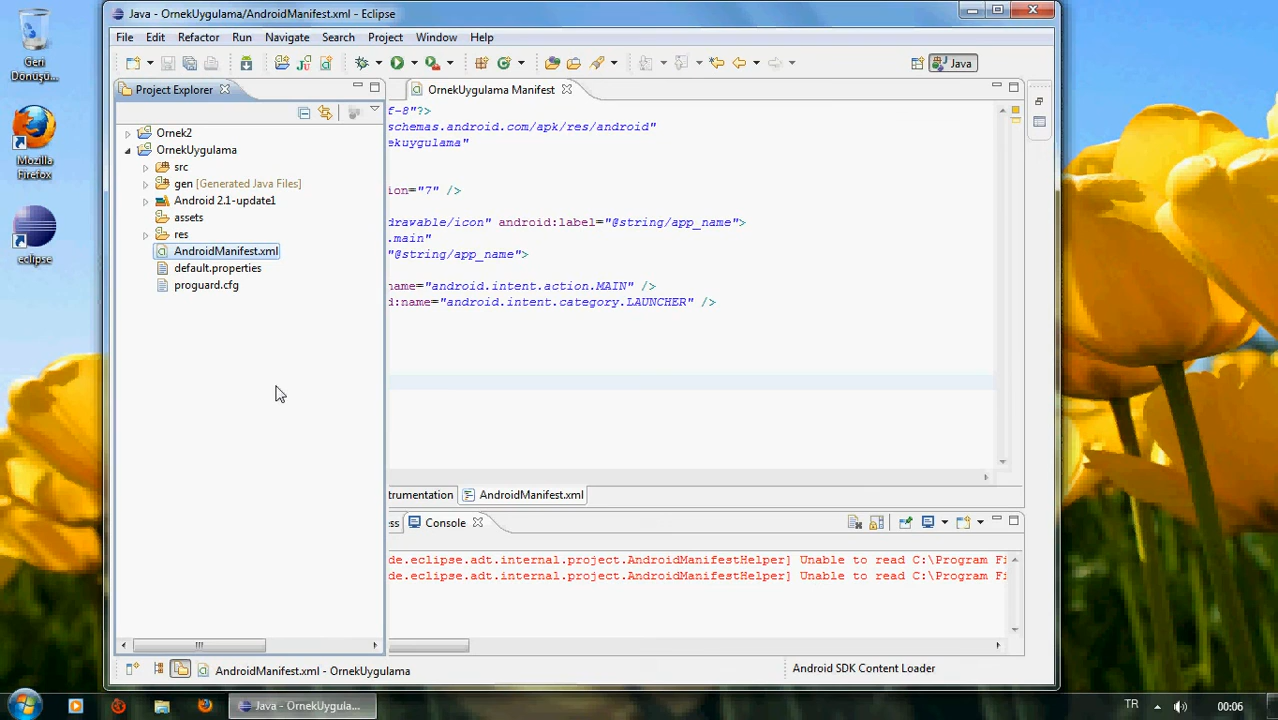 Java - OrnekUygulama/AndroidManifest.xml - Eclipse
File Edit Refactor Run Navigate Search Project Window Help
Java
Geri
Dönüşü...
Mozilla
Firefox
eclipse
Project Explorer
Ornek2
OrnekUygulama
src
gen [Generated Java Files]
Android 2.1-update1
assets
res
AndroidManifest.xml
default.properties
proguard.cfg
OrnekUygulama Manifest
f-8"?>
schemas.android.com/apk/res/android"
ekuygulama"
ion="7" />
drawable/icon" android:label="@string/app_name">
.main"
"@string/app_name">
name="android.intent.action.MAIN" />
d:name="android.intent.category.LAUNCHER" />
trumentation AndroidManifest.xml
ess Console
de.eclipse.adt.internal.project.AndroidManifestHelper] Unable to read C:\Program Fi
de.eclipse.adt.internal.project.AndroidManifestHelper] Unable to read C:\Program Fi
AndroidManifest.xml - OrnekUygulama
Android SDK Content Loader
Java - OrnekUygula...
TR
00:06